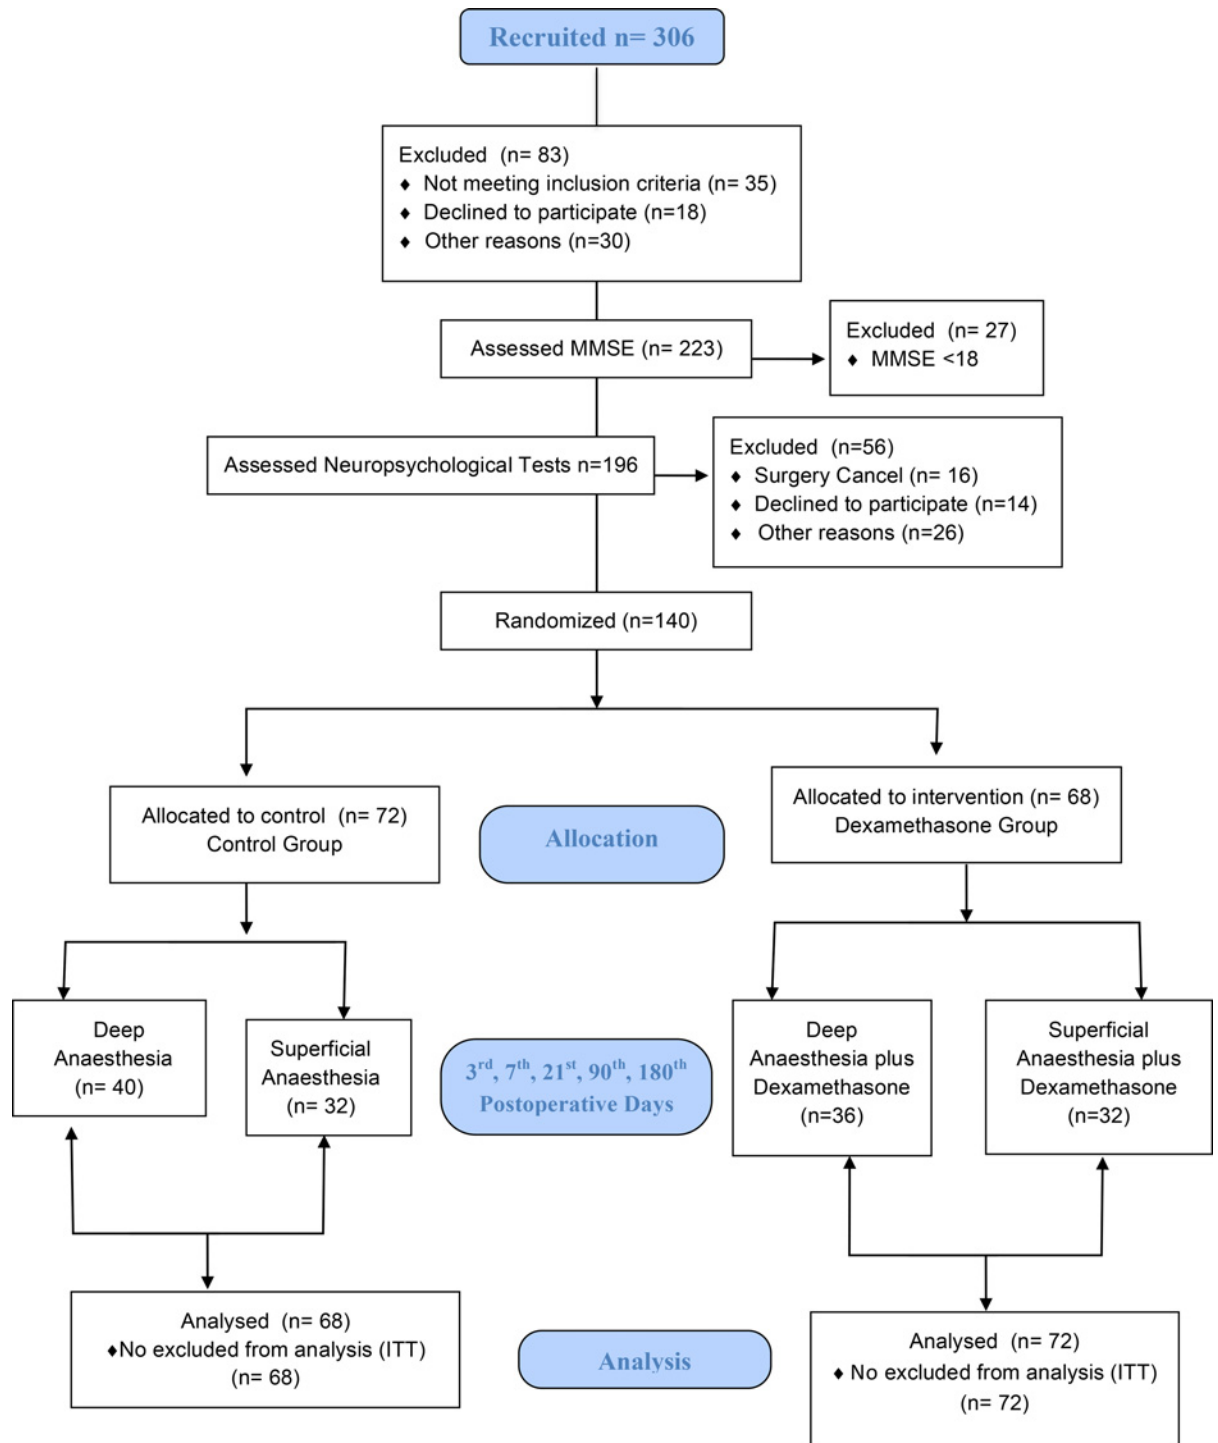 Recruited n= 306
Excluded (n= 83)
♦ Not meeting inclusion criteria (n= 35)
♦ Declined to participate (n=18)
♦ Other reasons (n=30)
Assessed MMSE (n= 223)
Excluded (n= 27)
♦ MMSE <18
Assessed Neuropsychological Tests n=196
Excluded (n=56)
♦ Surgery Cancel (n= 16)
♦ Declined to participate (n=14)
♦ Other reasons (n=26)
Randomized (n=140)
Allocated to control (n= 72)
Control Group
Allocation
Allocated to intervention (n= 68)
Dexamethasone Group
Deep
Anaesthesia
(n= 40)
Superficial
Anaesthesia
(n= 32)
3rd, 7th, 21st, 90th, 180th
Postoperative Days
Deep
Anaesthesia plus
Dexamethasone
(n=36)
Superficial
Anaesthesia plus
Dexamethasone
(n=32)
Analysed (n= 68)
♦No excluded from analysis (ITT)
(n= 68)
Analysis
Analysed (n= 72)
♦ No excluded from analysis (ITT)
(n= 72)